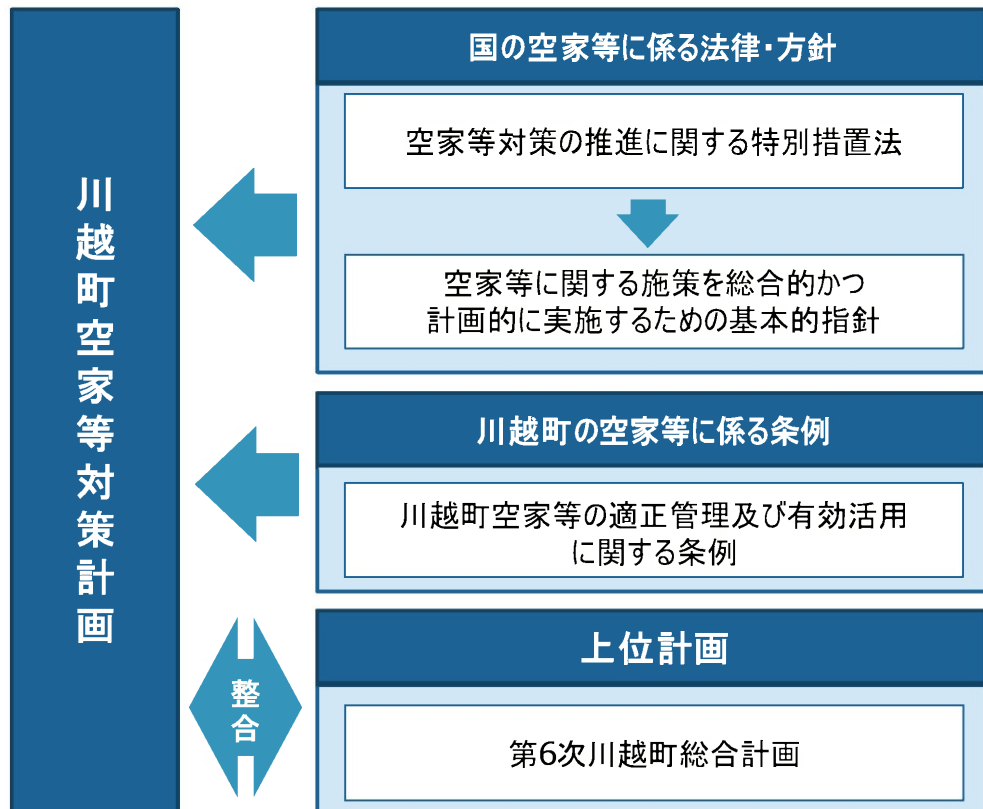 川越町空家等対策計画
国の空家等に係る法律・方針
空家等対策の推進に関する特別措置法
空家等に関する施策を総合的かつ
計画的に実施するための基本的指針
川越町の空家等に係る条例
川越町空家等の適正管理及び有効活用
に関する条例
整合
上位計画
第6次川越町総合計画